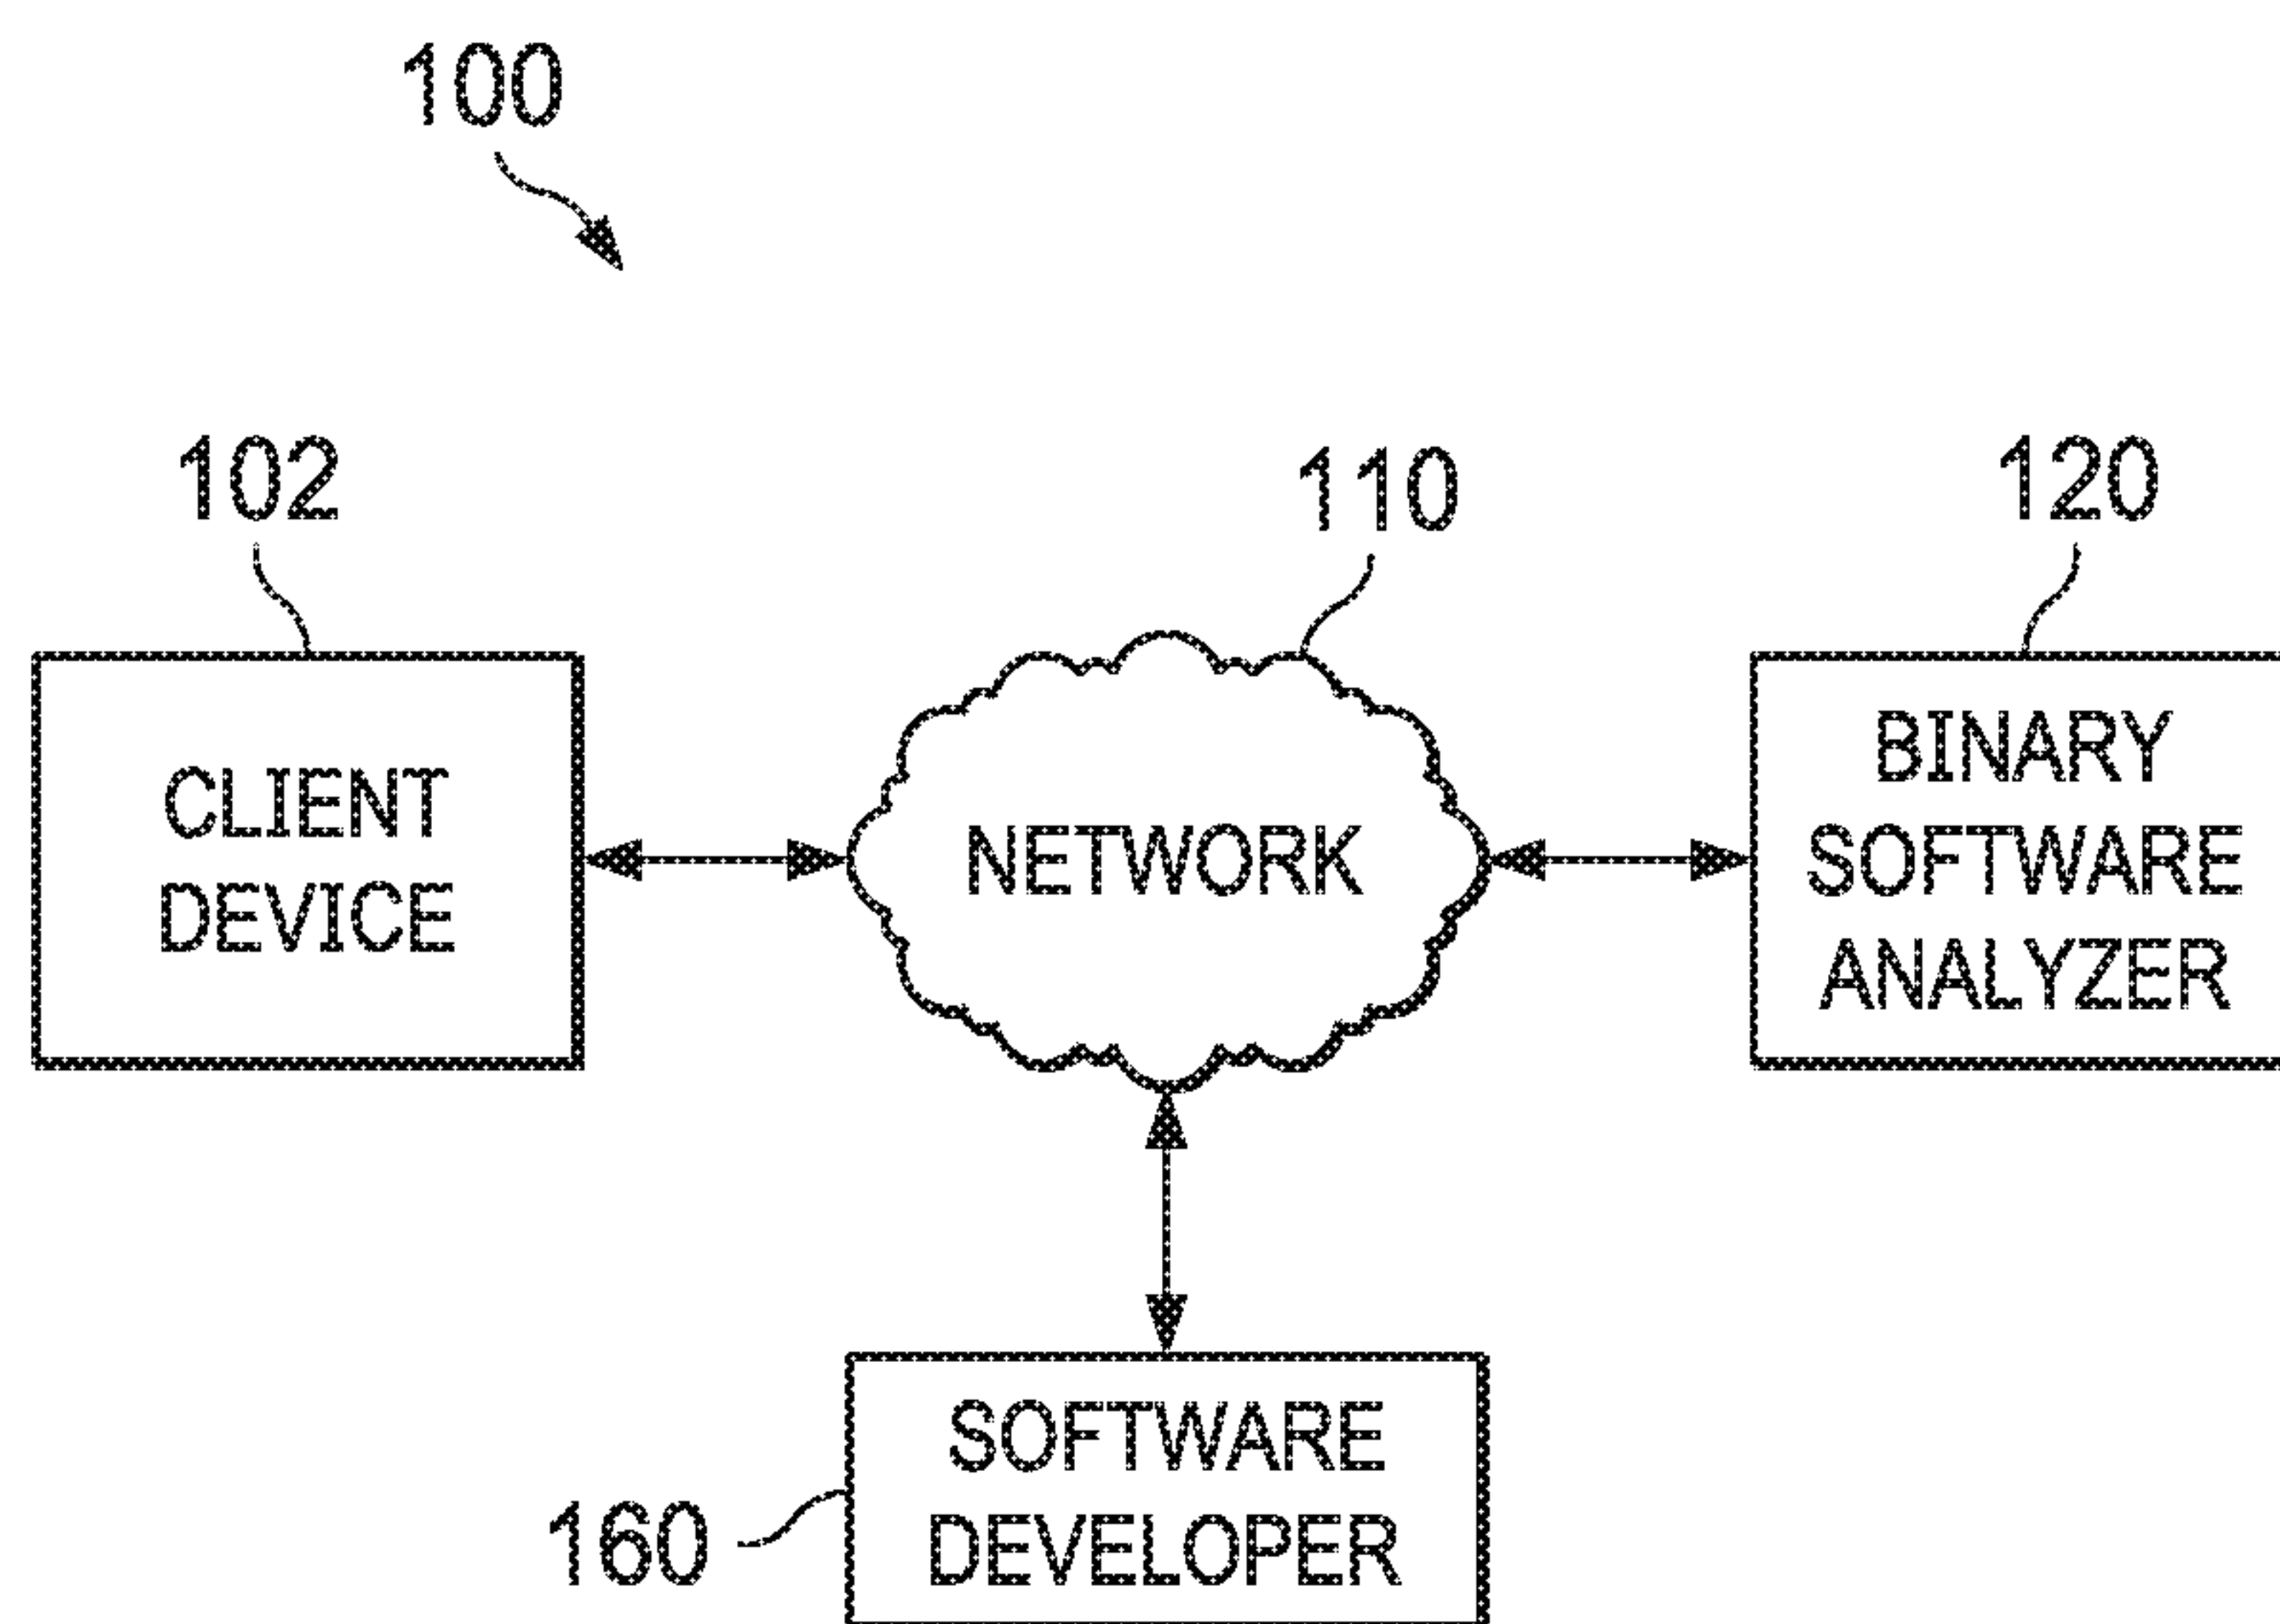 100
102
110
120
CLIENT
DEVICE
NETWORK
BINARY
SOFTWARE
ANALYZER
160
SOFTWARE
DEVELOPER